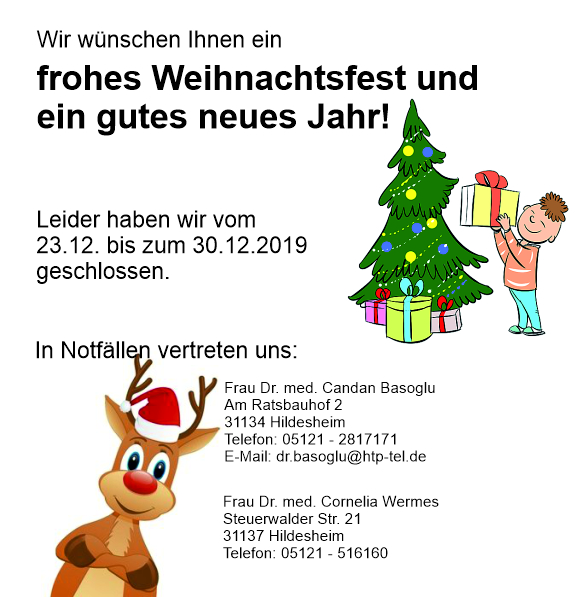 Wir wünschen Ihnen ein
frohes Weihnachtsfest und
ein gutes neues Jahr!
Leider haben wir vom
23.12. bis zum 30.12.2019
geschlossen.
In Notfällen vertreten uns:
Frau Dr. med. Candan Basoglu
Am Ratsbauhof 2
31134 Hildesheim
Telefon: 05121 - 2817171
E-Mail: dr.basoglu@htp-tel.de
Frau Dr. med. Cornelia Wermes
Steuerwalder Str. 21
31137 Hildesheim
Telefon: 05121 - 516160